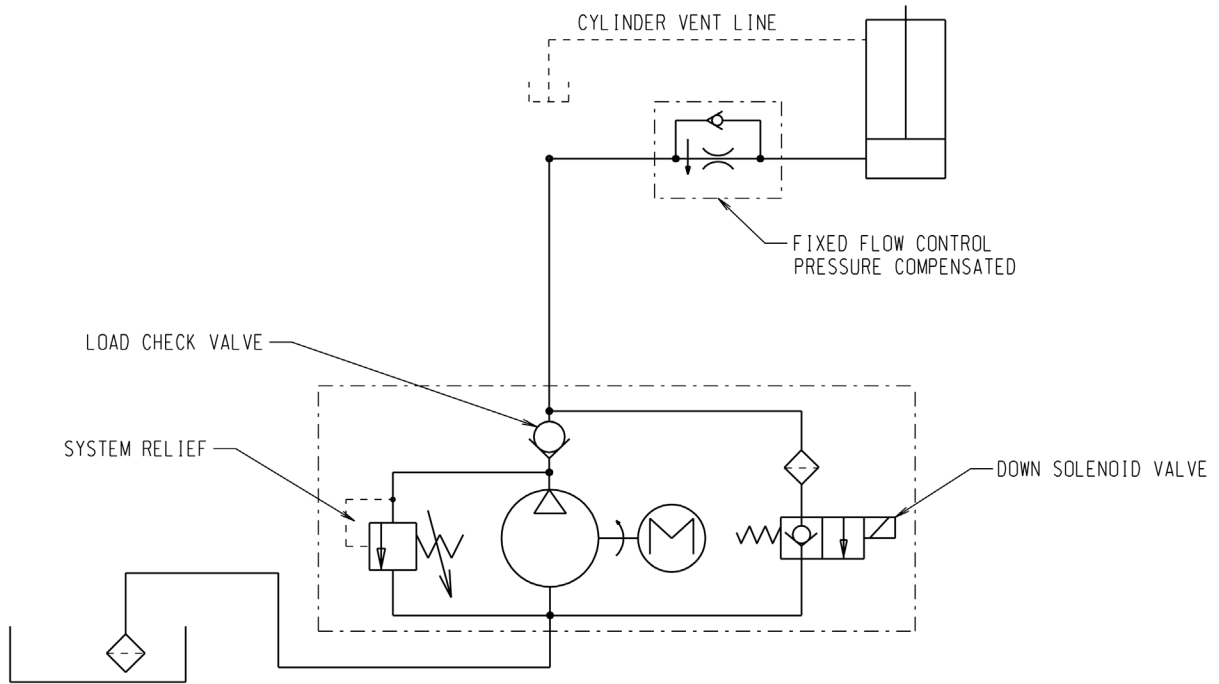 CYLINDER VENT LINE
FIXED FLOW CONTROL
PRESSURE COMPENSATED
LOAD CHECK VALVE
SYSTEM RELIEF
DOWN SOLENOID VALVE
M